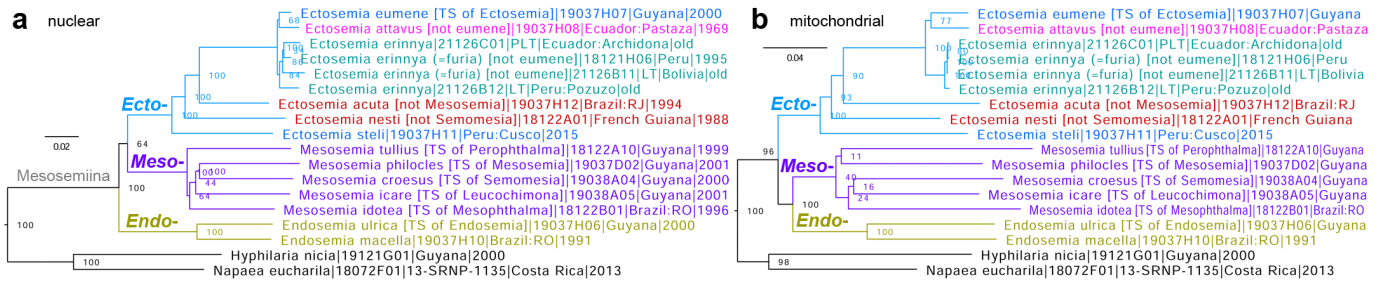 a nuclear
Ectosemia eumene [TS of Ectosemia]|19037H07|Guyana|2000
68
Ectosemia attavus [not eumene]|19037H08|Ecuador:Pastaza|1969
Ectosemia erinnya|21126C01|PLT|Ecuador:Archidona|old
100
Ectosemia erinnya (=furia) [not eumene]|18121H06|Peru|1995
86
100
Ectosemia erinnya (=furia) [not eumene]|21126B11|LT|Bolivia|old
84
Ectosemia erinnya|21126B12|LT|Peru:Pozuzo|old
Ecto-
100
Ectosemia acuta [not Mesosemia]|19037H12|Brazil:RJ|1994
100
Ectosemia nesti [not Semomesia]|18122A01|French Guiana|1988
0.02
Ectosemia steli|19037H11|Peru:Cusco|2015
64
Meso-
Mesosemia tullius [TS of Perophthalma]|18122A10|Guyana|1999
Mesosemia philocles [TS of Mesosemia]|19037D02|Guyana|2001
Mesosemiina
100
100
Mesosemia croesus [TS of Semomesia]|19038A04|Guyana|2000
44
100
Mesosemia icare [TS of Leucochimona]|19038A05|Guyana|2001
64
Mesosemia idotea [TS of Mesophthalma]|18122B01|Brazil:RO|1996
Endo-
Endosemia ulrica [TS of Endosemia]|19037H06|Guyana|2000
100
100
Endosemia macella|19037H10|Brazil:RO|1991
Hyphilaria nicia|19121G01|Guyana|2000
100
Napaea eucharila|18072F01|13-SRNP-1135|Costa Rica|2013
b mitochondrial
Ectosemia eumene [TS of Ectosemia]|19037H07|Guyana
77
Ectosemia attavus [not eumene]|19037H08|Ecuador:Pastaza
Ectosemia erinnya|21126C01|PLT|Ecuador:Archidona|old
0.04
Ectosemia erinnya (=furia) [not eumene]|18121H06|Peru
90
100
Ectosemia erinnya (=furia) [not eumene]|21126B11|LT|Bolivia
Ectosemia erinnya|21126B12|LT|Peru:Pozuzo|old
Ecto-
93
Ectosemia acuta [not Mesosemia]|19037H12|Brazil:RJ
100
Ectosemia nesti [not Semomesia]|18122A01|French Guiana
Ectosemia steli|19037H11|Peru:Cusco|2015
96
Meso-
Mesosemia tullius [TS of Perophthalma]|18122A10|Guyana
11
Mesosemia philocles [TS of Mesosemia]|19037D02|Guyana
40
Mesosemia croesus [TS of Semomesia]|19038A04|Guyana
16
100
Mesosemia icare [TS of Leucochimona]|19038A05|Guyana
24
Mesosemia idotea [TS of Mesophthalma]|18122B01|Brazil:RO
Endo-
Endosemia ulrica [TS of Endosemia]|19037H06|Guyana
100
100
Endosemia macella|19037H10|Brazil:RO|1991
Hyphilaria nicia|19121G01|Guyana|2000
98
Napaea eucharila|18072F01|13-SRNP-1135|Costa Rica|2013